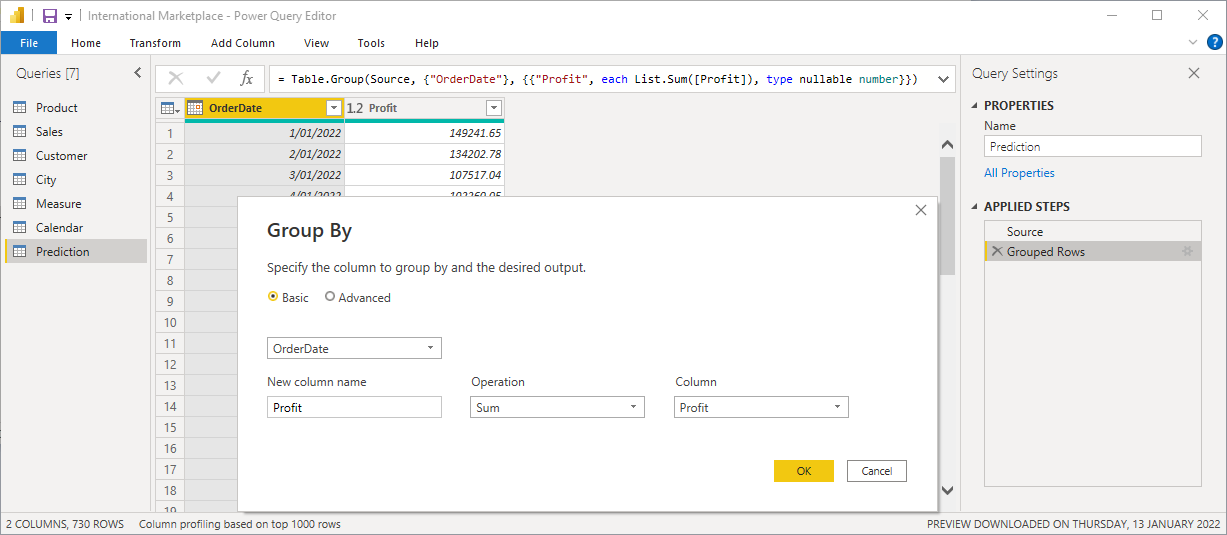 International Marketplace - Power Query Editor
File Home Transform Add Column View Tools Help
?
Queries [7]
fx = Table.Group(Source, {"OrderDate"}, {{"Profit", each List.Sum([Profit]), type nullable number}})
Query Settings
Product
Sales
Customer
City
Measure
Calendar
Prediction
OrderDate 1.2 Profit
1 1/01/2022 149241.65
2 2/01/2022 134202.78
3 3/01/2022 107517.04
4 4/01/2022 102260.05
5
6
7
8
9
10
11
12
13
14
15
16
17
18
19
Group By
Specify the column to group by and the desired output.
Basic Advanced
OrderDate
New column name Operation Column
Profit Sum Profit
OK Cancel
PROPERTIES
Name
Prediction
All Properties
APPLIED STEPS
Source
Grouped Rows
2 COLUMNS, 730 ROWS Column profiling based on top 1000 rows
PREVIEW DOWNLOADED ON THURSDAY, 13 JANUARY 2022